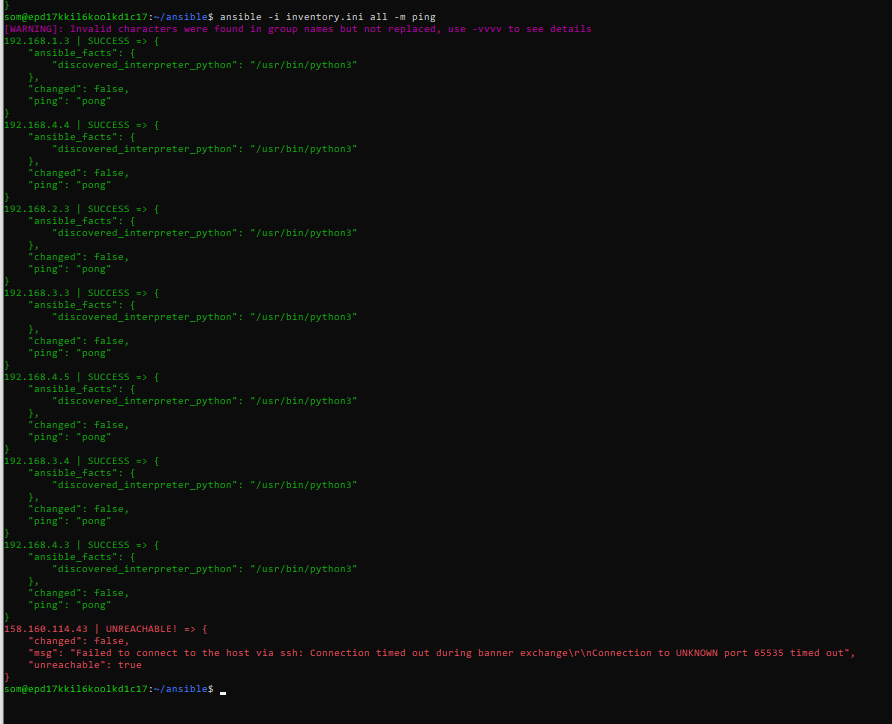 }
som@epd17kkil6koolkd1c17:~/ansible$ ansible -i inventory.ini all -m ping
[WARNING]: Invalid characters were found in group names but not replaced, use -vvvv to see details
192.168.1.3 | SUCCESS => {
    "ansible_facts": {
        "discovered_interpreter_python": "/usr/bin/python3"
    },
    "changed": false,
    "ping": "pong"
}
192.168.4.4 | SUCCESS => {
    "ansible_facts": {
        "discovered_interpreter_python": "/usr/bin/python3"
    },
    "changed": false,
    "ping": "pong"
}
192.168.2.3 | SUCCESS => {
    "ansible_facts": {
        "discovered_interpreter_python": "/usr/bin/python3"
    },
    "changed": false,
    "ping": "pong"
}
192.168.3.3 | SUCCESS => {
    "ansible_facts": {
        "discovered_interpreter_python": "/usr/bin/python3"
    },
    "changed": false,
    "ping": "pong"
}
192.168.4.5 | SUCCESS => {
    "ansible_facts": {
        "discovered_interpreter_python": "/usr/bin/python3"
    },
    "changed": false,
    "ping": "pong"
}
192.168.3.4 | SUCCESS => {
    "ansible_facts": {
        "discovered_interpreter_python": "/usr/bin/python3"
    },
    "changed": false,
    "ping": "pong"
}
192.168.4.3 | SUCCESS => {
    "ansible_facts": {
        "discovered_interpreter_python": "/usr/bin/python3"
    },
    "changed": false,
    "ping": "pong"
}
158.160.114.43 | UNREACHABLE! => {
    "changed": false,
    "msg": "Failed to connect to the host via ssh: Connection timed out during banner exchange\r\nConnection to UNKNOWN port 65535 timed out",
    "unreachable": true
}
som@epd17kkil6koolkd1c17:~/ansible$